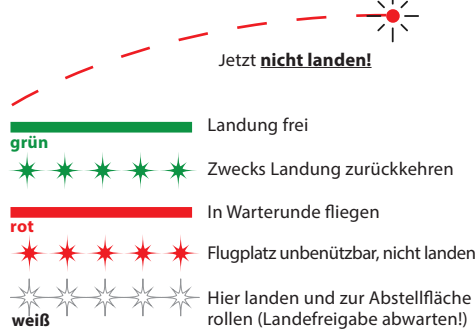 Jetzt nicht landen!
Landung frei
grün
Zwecks Landung zurückkehren
In Warterunde fliegen
rot
Flugplatz unbenützbar, nicht landen
Hier landen und zur Abstellfläche
weiß
rollen (Landefreigabe abwarten!)